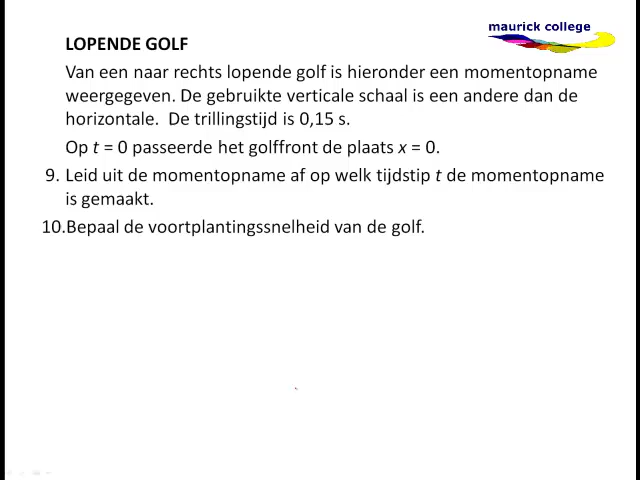 maurick college
LOPENDE GOLF
Van een naar rechts lopende golf is hieronder een momentopname
weergegeven. De gebruikte verticale schaal is een andere dan de
horizontale.  De trillingstijd is 0,15 s.
Op t = 0 passeerde het golffront de plaats x = 0.
9. Leid uit de momentopname af op welk tijdstip t de momentopname
is gemaakt.
10.Bepaal de voortplantingssnelheid van de golf.